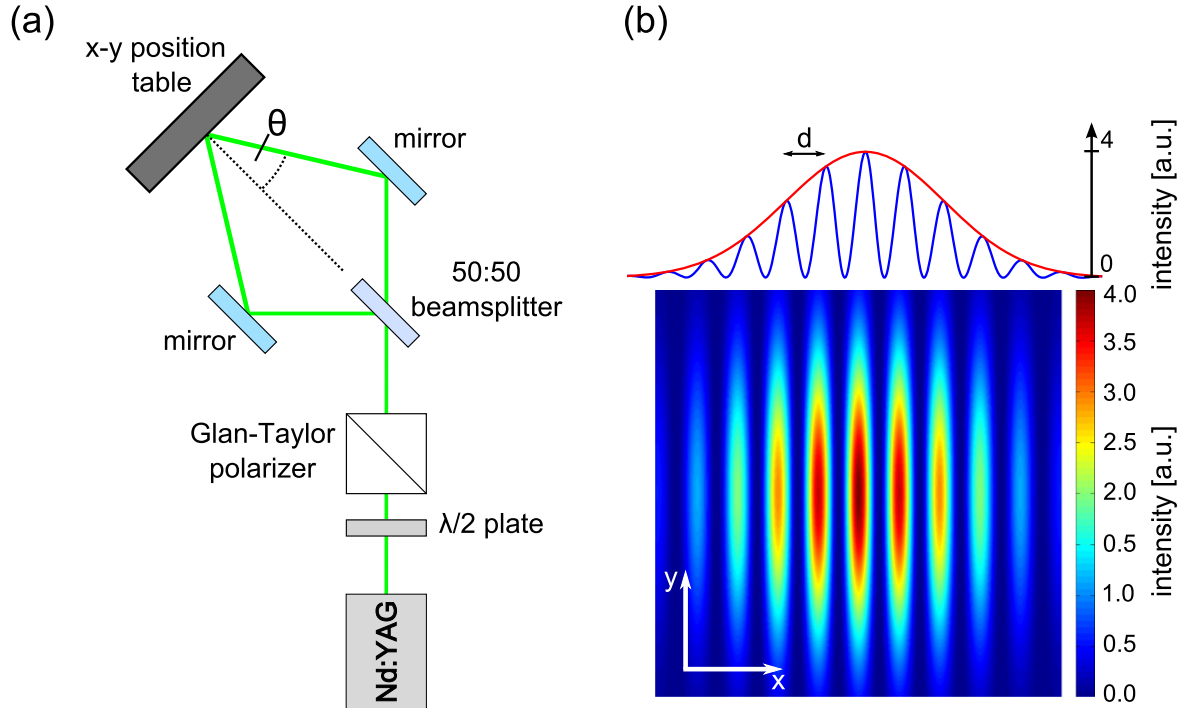 (a)
x-y position
table
θ
mirror
50:50
beamsplitter
mirror
Glan-Taylor
polarizer
λ/2 plate
Nd:YAG
(b)
d
4
0
intensity [a.u.]
4.0
3.5
3.0
2.5
2.0
0.5
1.0
0.5
0.0
intensity [a.u.]
y
x